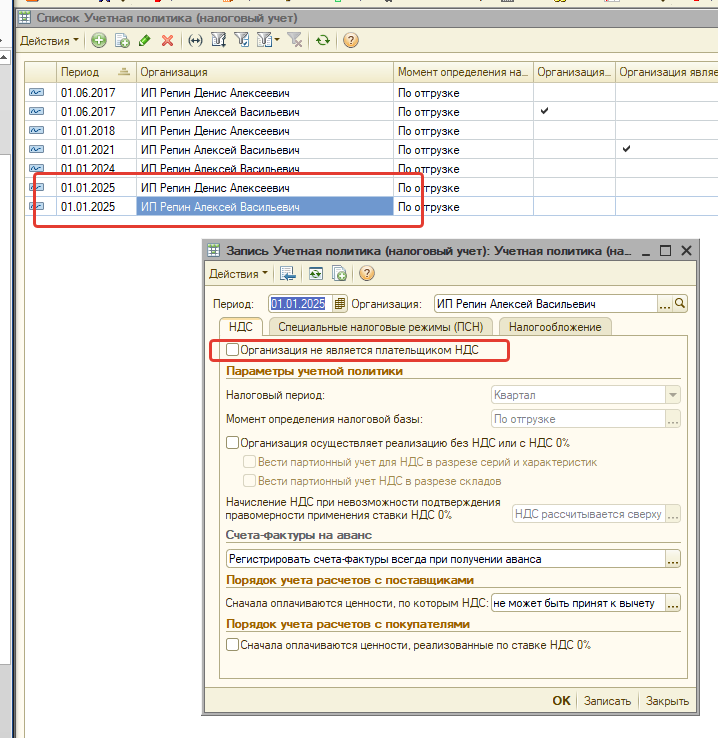 Список Учетная политика (налоговый учет)
Действия
Период Организация Момент определения на... Организация... Организация являе
01.06.2017 ИП Репин Денис Алексеевич По отгрузке
01.06.2017 ИП Репин Алексей Васильевич По отгрузке
01.01.2018 ИП Репин Денис Алексеевич По отгрузке
01.01.2021 ИП Репин Алексей Васильевич По отгрузке
01.01.2024 ИП Репин Алексей Васильевич По отгрузке
01.01.2025 ИП Репин Денис Алексеевич По отгрузке
01.01.2025 ИП Репин Алексей Васильевич По отгрузке
Запись Учетная политика (налоговый учет): Учетная политика (на...
Действия
Период: 01.01.2025 Организация: ИП Репин Алексей Васильевич ...
НДС Специальные налоговые режимы (ПСН) Налогообложение
Организация не является плательщиком НДС
Параметры учетной политики
Налоговый период: Квартал
Момент определения налоговой базы: По отгрузке ...
Организация осуществляет реализацию без НДС или с НДС 0%
Вести партионный учет для НДС в разрезе серий и характеристик
Вести партионный учет НДС в разрезе складов
Начисление НДС при невозможности подтверждения
правомерности применения ставки НДС 0% НДС рассчитывается сверху ...
Счета-Фактуры на аванс
Регистрировать счета-фактуры всегда при получении аванса ...
Порядок учета расчетов с поставщиками
Сначала оплачиваются ценности, по которым НДС: не может быть принят к вычету ...
Порядок учета расчетов с покупателями
Сначала оплачиваются ценности, реализованные по ставке НДС 0%
OK Записать Закрыть